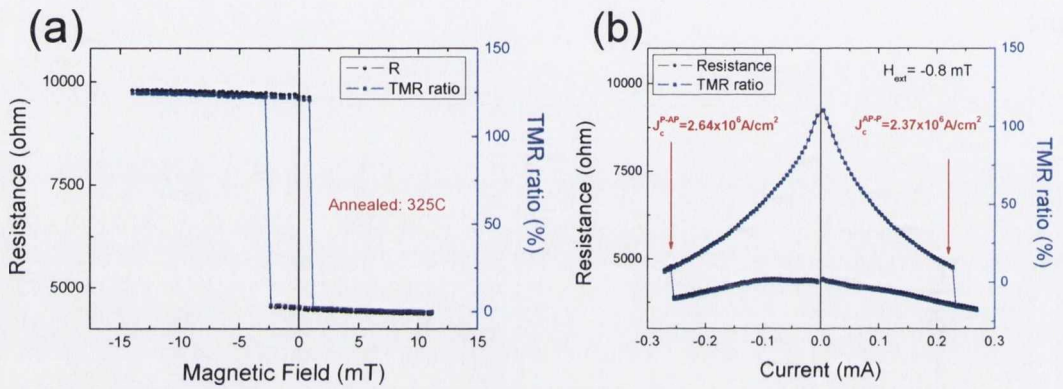 (a)
R
TMR ratio
Annealed: 325C
Resistance (ohm)
10000
7500
5000
TMR ratio (%)
150
100
50
0
-15
-10
-5
0
5
10
15
Magnetic Field (mT)
(b)
Resistance
TMR ratio
H_ext = -0.8 mT
J_c^P-AP=2.64x10^6A/cm^2
J_c^AP-P=2.37x10^6A/cm^2
Resistance (ohm)
10000
8750
7500
6250
5000
3750
TMR ratio (%)
150
100
50
0
-0.3
-0.2
-0.1
0.0
0.1
0.2
0.3
Current (mA)